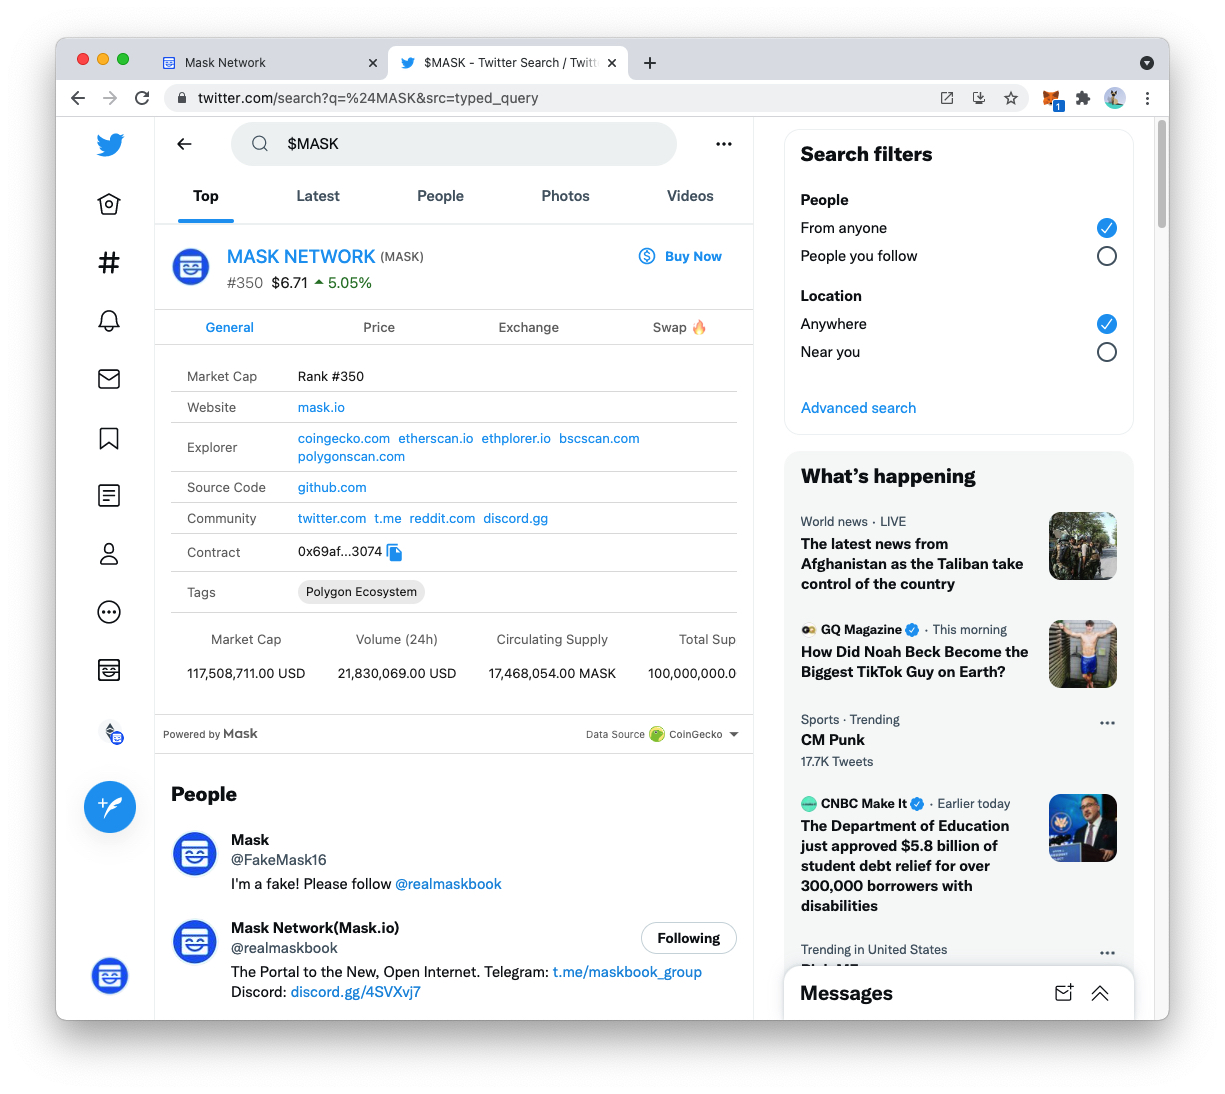 Mask Network
$MASK - Twitter Search / Twitt
twitter.com/search?q=%24MASK&src=typed_query
1
$MASK
Top
Latest
People
Photos
Videos
MASK NETWORK (MASK)
Buy Now
#350 $6.71 5.05%
General
Price
Exchange
Swap
Market Cap Rank #350
Website mask.io
Explorer coingecko.com etherscan.io ethplorer.io bscscan.com
polygonscan.com
Source Code github.com
Community twitter.com t.me reddit.com discord.gg
Contract 0x69af...3074
Tags Polygon Ecosystem
Market Cap Volume (24h) Circulating Supply Total Sup
117,508,711.00 USD 21,830,069.00 USD 17,468,054.00 MASK 100,000,000.0
Powered by Mask
Data Source CoinGecko
People
Mask
@FakeMask16
I'm a fake! Please follow @realmaskbook
Mask Network(Mask.io)
@realmaskbook
Following
The Portal to the New, Open Internet. Telegram: t.me/maskbook_group
Discord: discord.gg/4SVXvj7
Search filters
People
From anyone
People you follow
Location
Anywhere
Near you
Advanced search
What's happening
World news · LIVE
The latest news from
Afghanistan as the Taliban take
control of the country
GQ Magazine · This morning
How Did Noah Beck Become the
Biggest TikTok Guy on Earth?
Sports · Trending
CM Punk
17.7K Tweets
CNBC Make It · Earlier today
The Department of Education
just approved $5.8 billion of
student debt relief for over
300,000 borrowers with
disabilities
Trending in United States
Messages